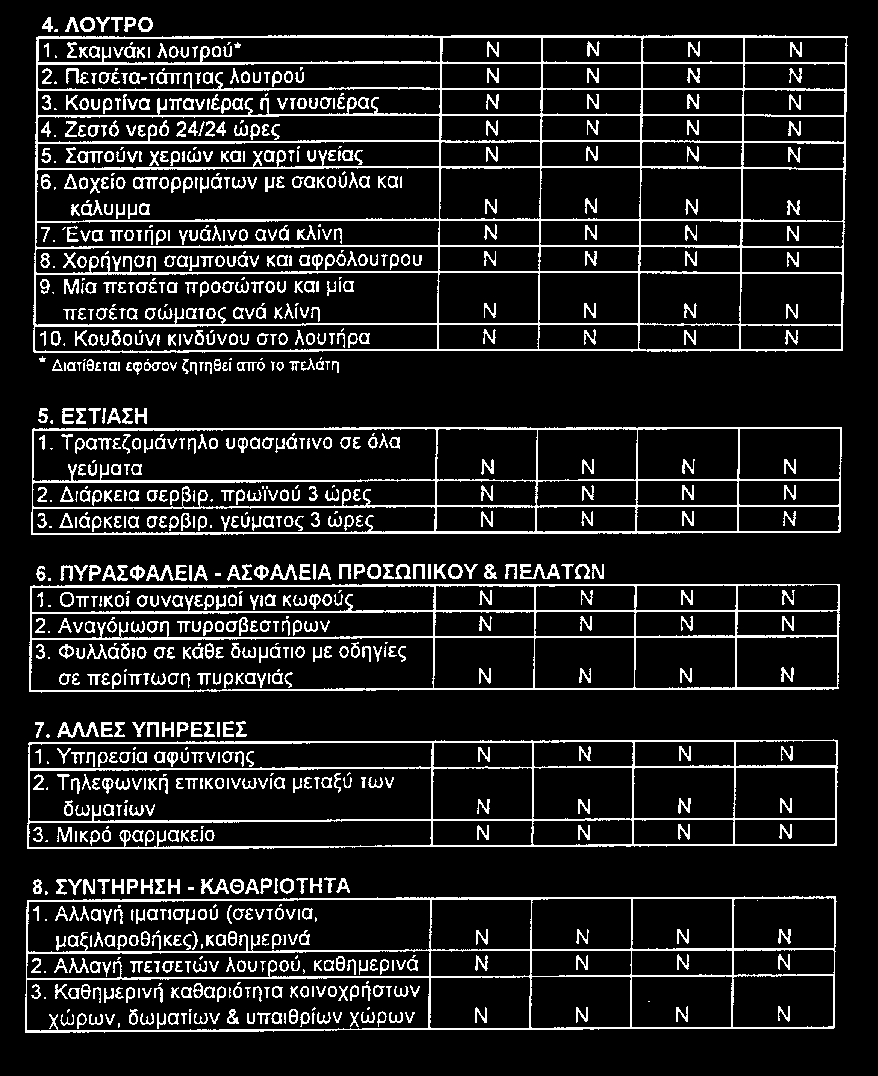 4. ΛΟΥΤΡΟ
1. Σκαμνάκι λουτρού* N N N N
2. Πετσέτα-τάπητας λουτρού N N N N
3. Κουρτίνα μπανιέρας ή ντουσιέρας N N N N
4. Ζεστό νερό 24/24 ώρες N N N N
5. Σαπούνι χεριών και χαρτί υγείας N N N N
6. Δοχείο απορριμάτων με σακούλα και
κάλυμμα N N N N
7. Ένα ποτήρι γυάλινο ανά κλίνη N N N N
8. Χορήγηση σαμπουάν και αφρόλουτρου N N N N
9. Μία πετσέτα προσώπου και μία
πετσέτα σώματος ανά κλίνη N N N N
10. Κουδούνι κινδύνου στο λουτήρα N N N N
* Διατίθεται εφόσον ζητηθεί από το πελάτη
5. ΕΣΤΙΑΣΗ
1. Τραπεζομάντηλο υφασμάτινο σε όλα
γεύματα N N N N
2. Διάρκεια σερβιρ. πρωϊνού 3 ώρες N N N N
3. Διάρκεια σερβιρ. γεύματος 3 ώρες N N N N
6. ΠΥΡΑΣΦΑΛΕΙΑ - ΑΣΦΑΛΕΙΑ ΠΡΟΣΩΠΙΚΟΥ & ΠΕΛΑΤΩΝ
1. Οπτικοί συναγερμοί για κωφούς N N N N
2. Αναγόμωση πυροσβεστήρων N N N N
3. Φυλλάδιο σε κάθε δωμάτιο με οδηγίες
σε περίπτωση πυρκαγιάς N N N N
7. ΑΛΛΕΣ ΥΠΗΡΕΣΙΕΣ
1. Υπηρεσία αφύπνισης N N N N
2. Τηλεφωνική επικοινωνία μεταξύ των
δωματίων N N N N
3. Μικρό φαρμακείο N N N N
8. ΣΥΝΤΗΡΗΣΗ - ΚΑΘΑΡΙΟΤΗΤΑ
1. Αλλαγή ιματισμού (σεντόνια,
μαξιλαροθήκες),καθημερινά N N N N
2. Αλλαγή πετσετών λουτρού, καθημερινά N N N N
3. Καθημερινή καθαριότητα κοινοχρήστων
χώρων, δωματίων & υπαιθρίων χώρων N N N N